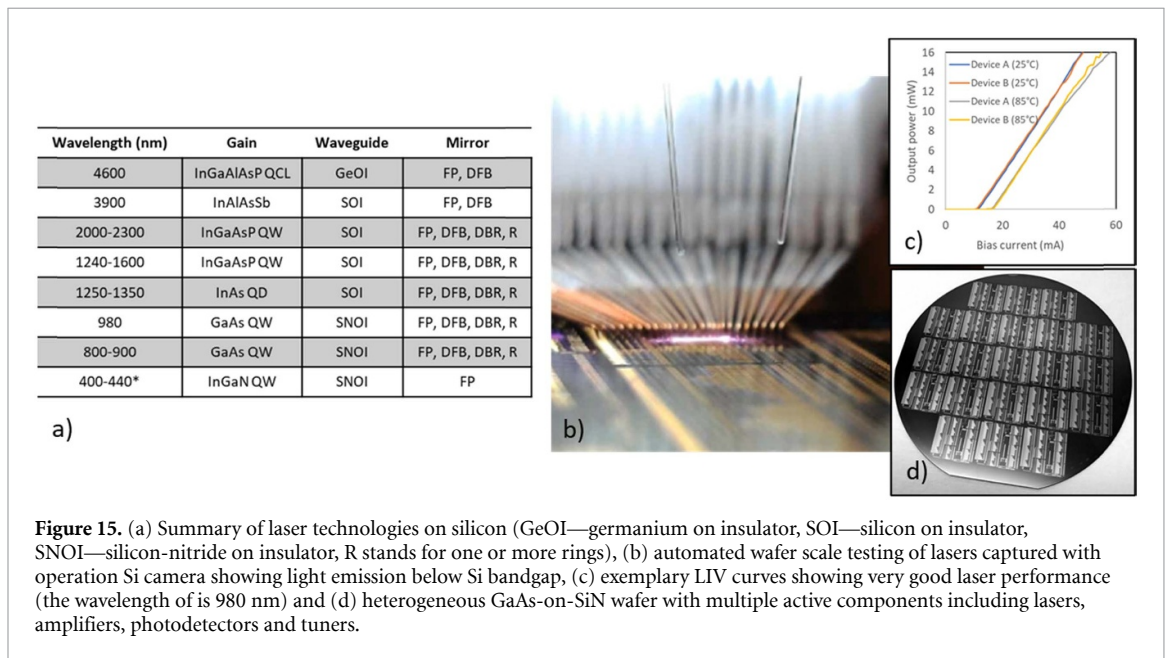 Wavelength (nm) Gain Waveguide Mirror
4600 InGaAlAsP QCL GeOI FP, DFB
3900 InAlAsSb SOI FP, DFB
2000-2300 InGaAsP QW SOI FP, DFB, DBR, R
1240-1600 InGaAsP QW SOI FP, DFB, DBR, R
1250-1350 InAs QD SOI FP, DFB, DBR, R
980 GaAs QW SNOI FP, DFB, DBR, R
800-900 GaAs QW SNOI FP, DFB, DBR, R
400-440* InGaN QW SNOI FP
a)
b)
16
14
12
10
8
6
4
2
0
Output power (mW)
Device A (25°C)
Device B (25°C)
Device A (85°C)
Device B (85°C)
0 20 40 60
Bias current (mA)
c)
d)
Figure 15. (a) Summary of laser technologies on silicon (GeOI—germanium on insulator, SOI—silicon on insulator,
SNOI—silicon-nitride on insulator, R stands for one or more rings), (b) automated wafer scale testing of lasers captured with
operation Si camera showing light emission below Si bandgap, (c) exemplary LIV curves showing very good laser performance
(the wavelength of is 980 nm) and (d) heterogeneous GaAs-on-SiN wafer with multiple active components including lasers,
amplifiers, photodetectors and tuners.